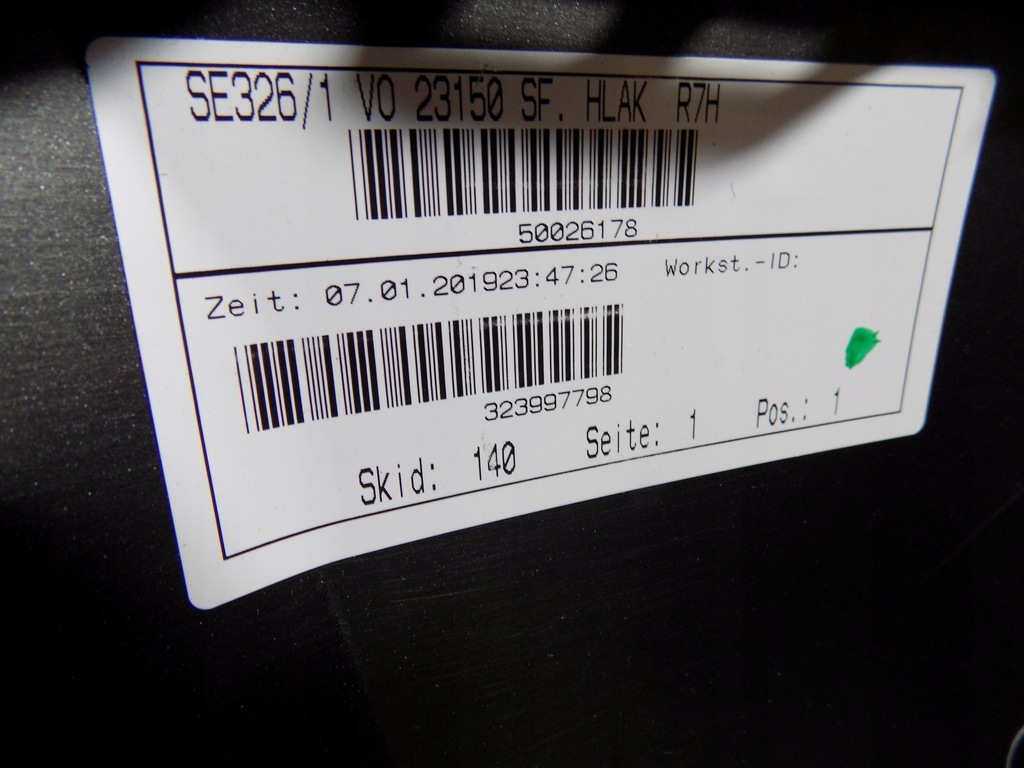 SE326/1 VO 23150 SF. HLAK R7H
50026178
Zeit: 07.01.201923:47:26 Workst.-ID:
323997798
Skid: 140 Seite: 1 Pos.: 1